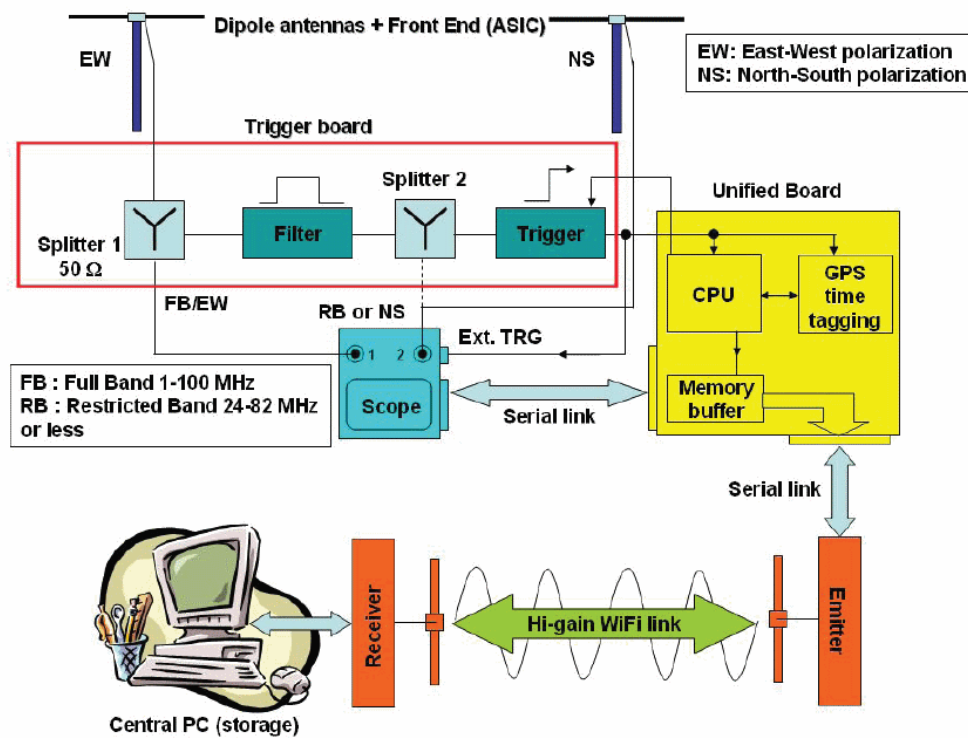 Dipole antennas + Front End (ASIC)
EW
NS
EW: East-West polarization
NS: North-South polarization
Trigger board
Splitter 2
Unified Board
Splitter 1
50 Ω
Filter
Trigger
CPU
GPS
time
tagging
FB/EW
RB or NS
Ext. TRG
1
2
Scope
Memory
buffer
FB : Full Band 1-100 MHz
RB : Restricted Band 24-82 MHz
or less
Serial link
Serial link
Receiver
Hi-gain WiFi link
Emitter
Central PC (storage)